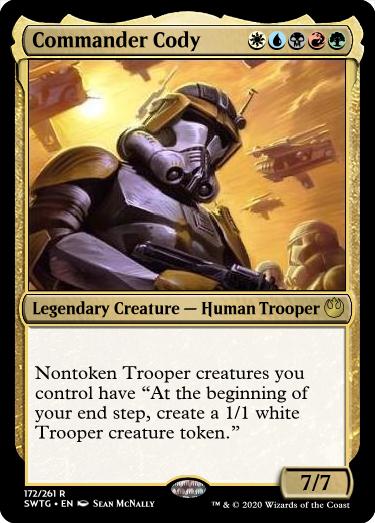 Commander Cody
Legendary Creature — Human Trooper
Nontoken Trooper creatures you
control have “At the beginning of
your end step, create a 1/1 white
Trooper creature token.”
7/7
172/261 R
SWTG • EN Sean McNally
™ & © 2020 Wizards of the Coast